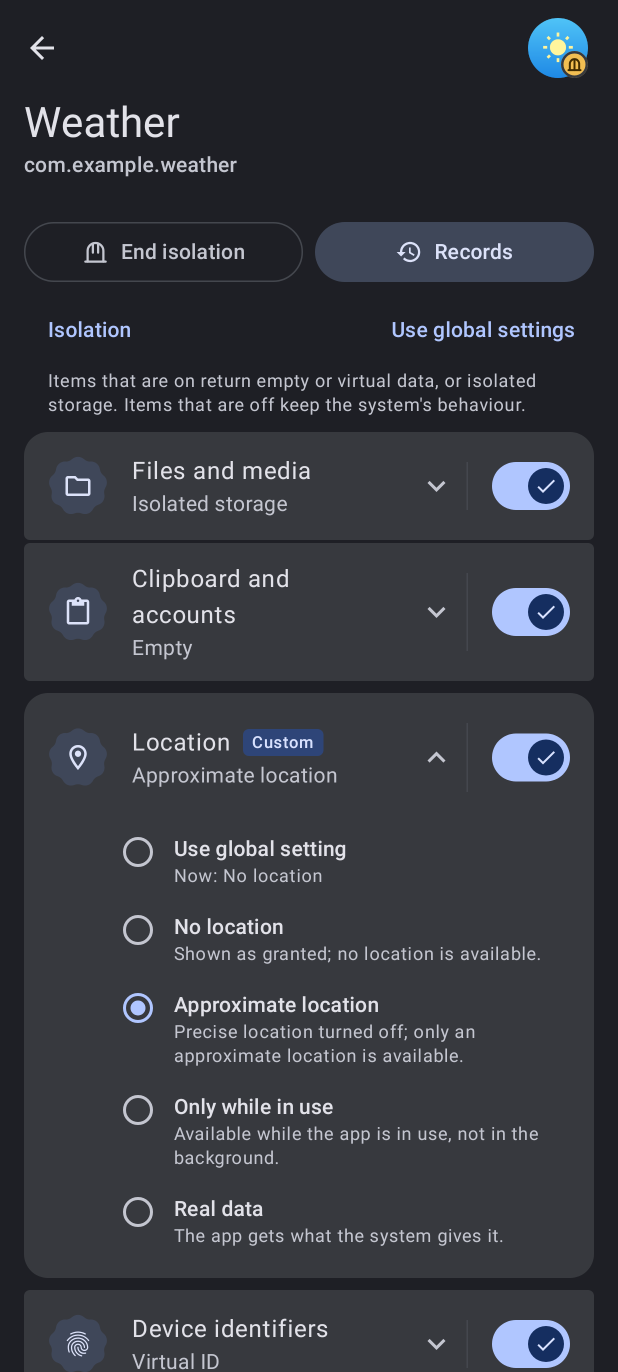 Weather
com.example.weather
End isolation
Records
Isolation
Use global settings
Items that are on return empty or virtual data, or isolated
storage. Items that are off keep the system's behaviour.
Files and media
Isolated storage
Clipboard and
accounts
Empty
Location
Custom
Approximate location
Use global setting
Now: No location
No location
Shown as granted; no location is available.
Approximate location
Precise location turned off; only an
approximate location is available.
Only while in use
Available while the app is in use, not in the
background.
Real data
The app gets what the system gives it.
Device identifiers
Virtual ID